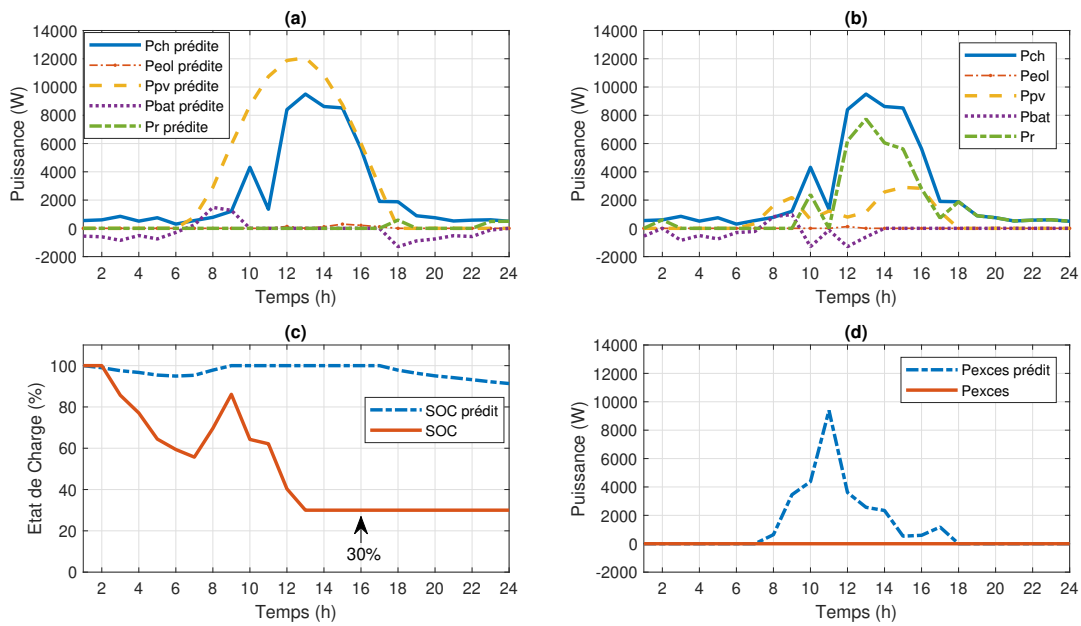 (a)
14000
12000
10000
8000
6000
4000
2000
0
-2000
Puissance (W)
Pch prédite
Peol prédite
Ppv prédite
Pbat prédite
Pr prédite
2 4 6 8 10 12 14 16 18 20 22 24
Temps (h)
(b)
14000
12000
10000
8000
6000
4000
2000
0
-2000
Puissance (W)
Pch
Peol
Ppv
Pbat
Pr
2 4 6 8 10 12 14 16 18 20 22 24
Temps (h)
(c)
100
80
60
40
20
0
Etat de Charge (%)
SOC prédit
SOC
30%
2 4 6 8 10 12 14 16 18 20 22 24
Temps (h)
(d)
14000
12000
10000
8000
6000
4000
2000
0
-2000
Puissance (W)
Pexces prédit
Pexces
2 4 6 8 10 12 14 16 18 20 22 24
Temps (h)